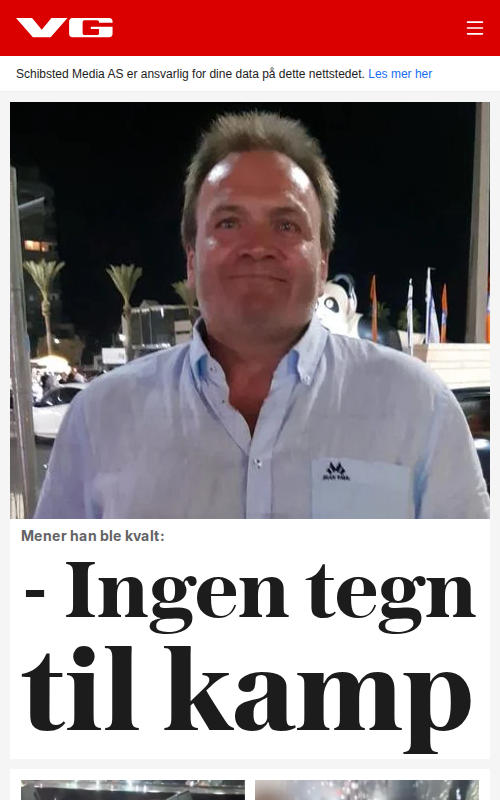 VG
Schibsted Media AS er ansvarlig for dine data på dette nettstedet. Les mer her
Mener han ble kvalt:
- Ingen tegn
til kamp